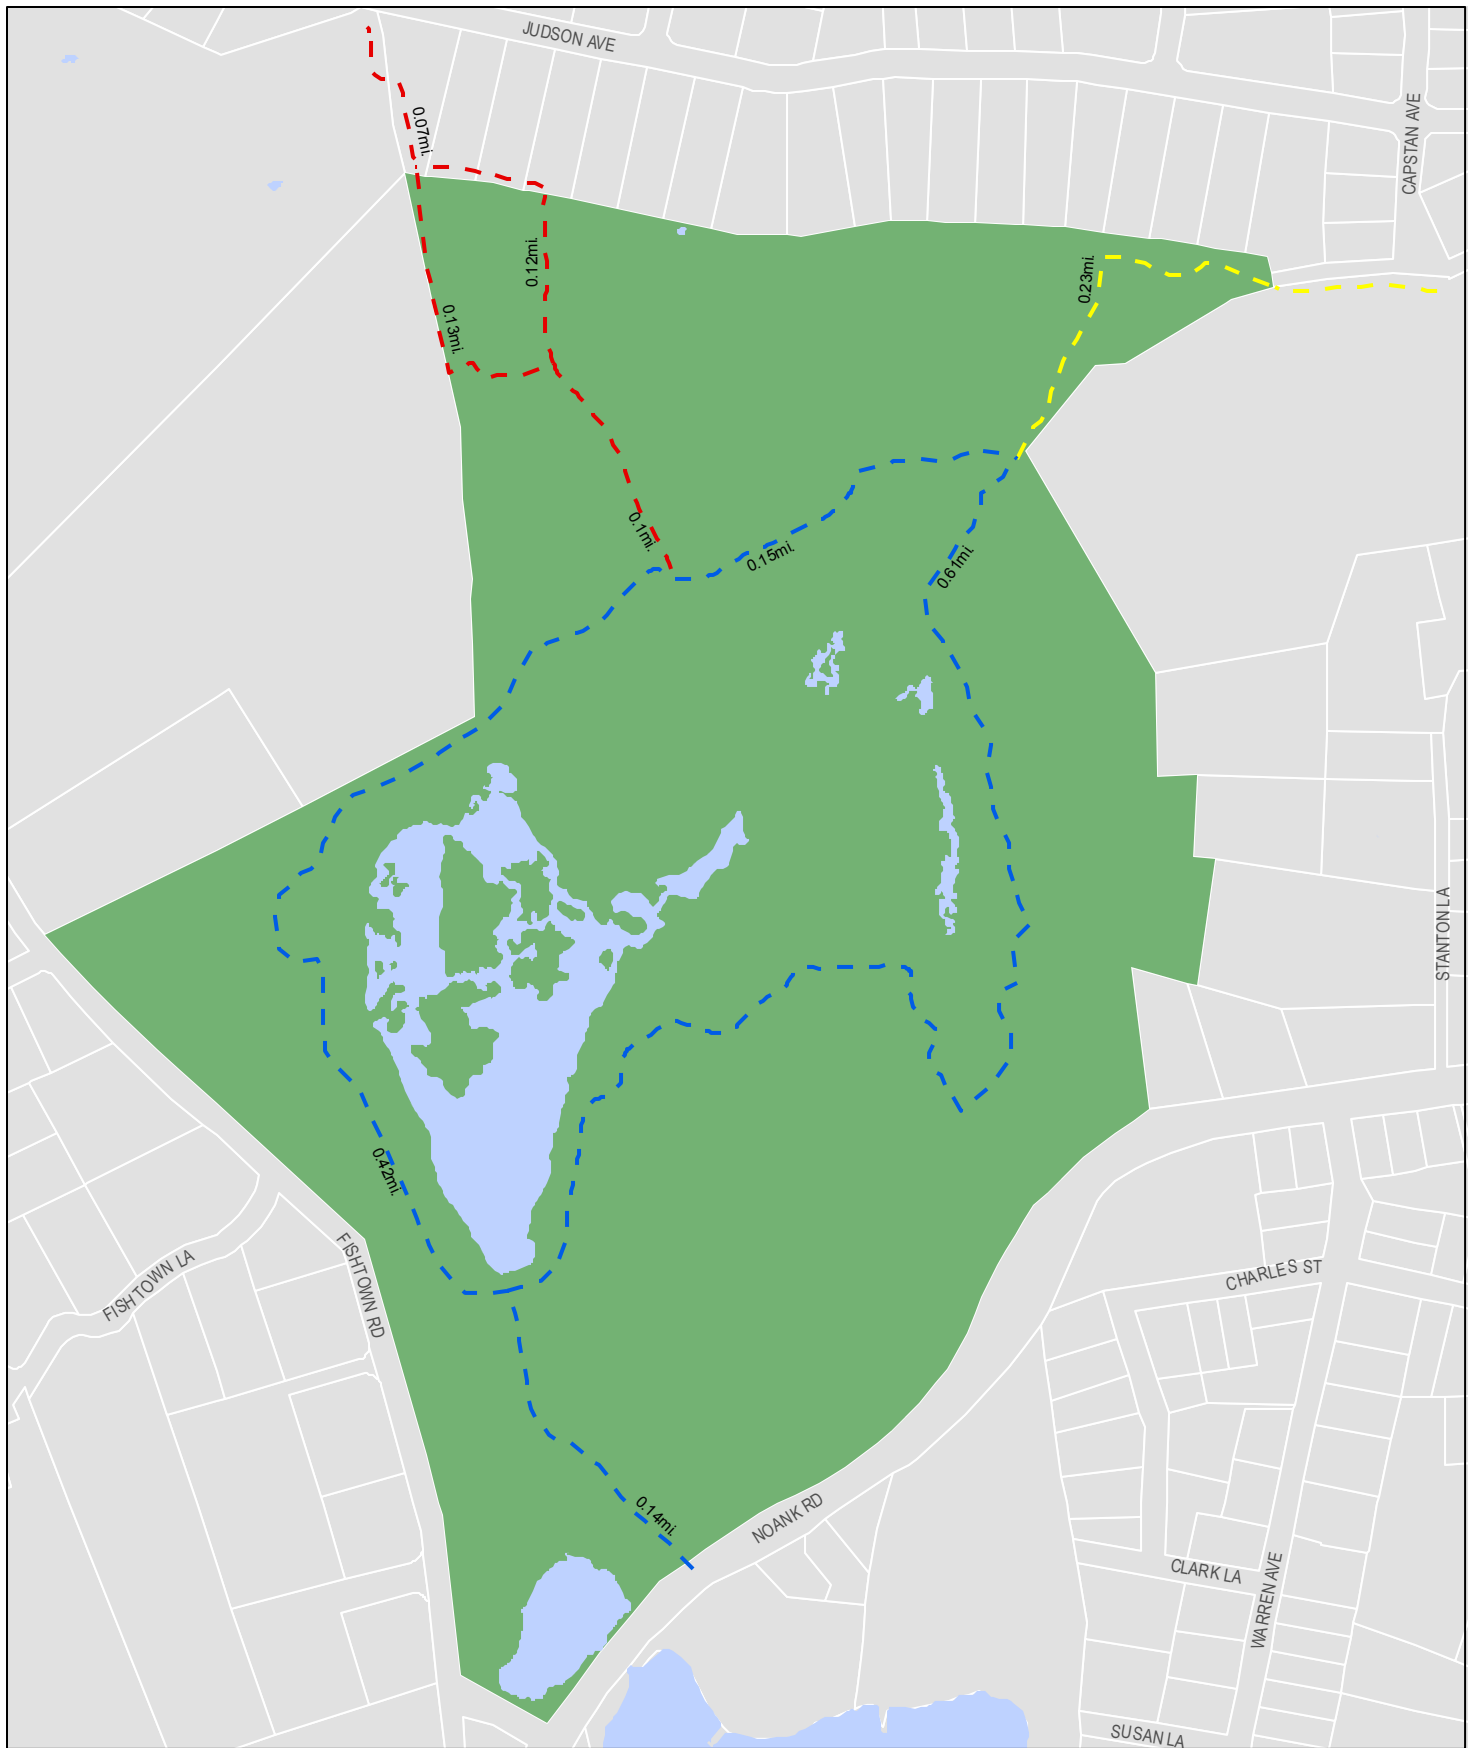 JUDSON AVE
CAPSTAN AVE
0.07mi.
0.12mi.
0.23mi.
0.13mi.
0.1mi.
0.15mi.
0.61mi.
STANTON LA
0.42mi.
FISHTOWN LA
FISHTOWN RD
CHARLES ST
0.14mi.
NOANK RD
CLARK LA
WARREN AVE
SUSAN LA